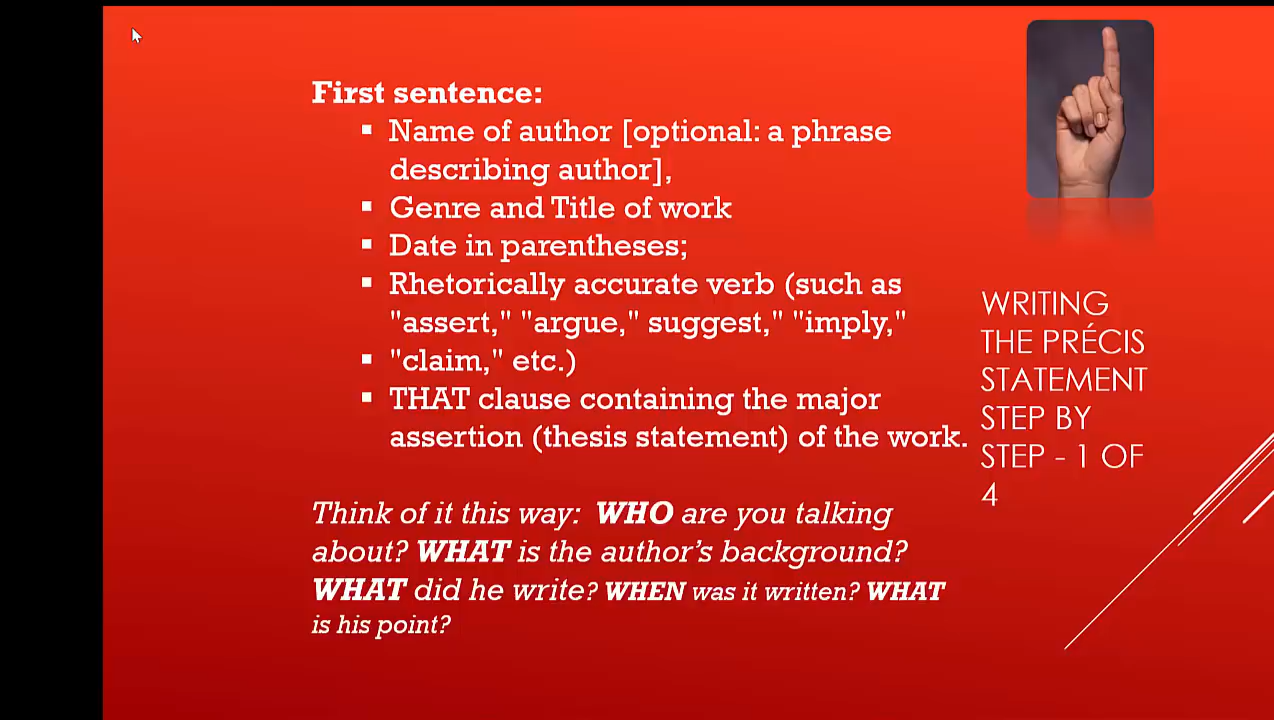 First sentence:
▪ Name of author [optional: a phrase
describing author],
▪ Genre and Title of work
▪ Date in parentheses;
▪ Rhetorically accurate verb (such as
"assert," "argue," suggest," "imply,"
▪ "claim," etc.)
▪ THAT clause containing the major
assertion (thesis statement) of the work.
Think of it this way: WHO are you talking
about? WHAT is the author's background?
WHAT did he write? WHEN was it written? WHAT
is his point?
WRITING
THE PRÉCIS
STATEMENT
STEP BY
STEP - 1 OF
4